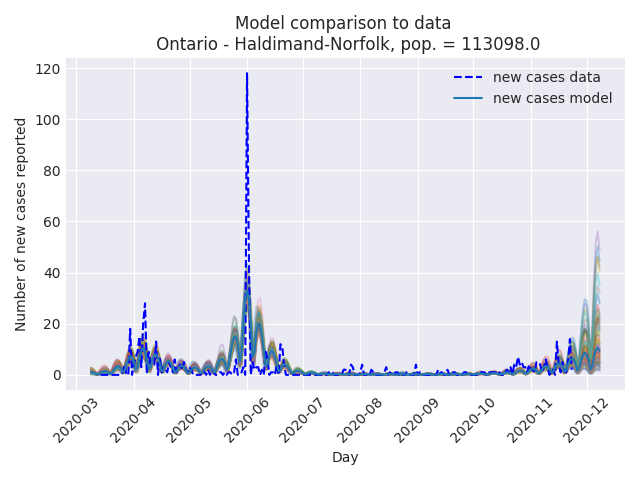 Model comparison to data
Ontario - Haldimand-Norfolk, pop. = 113098.0
new cases data
new cases model
120
100
80
60
40
20
0
Number of new cases reported
2020-03
2020-04
2020-05
2020-06
2020-07
2020-08
2020-09
2020-10
2020-11
2020-12
Day